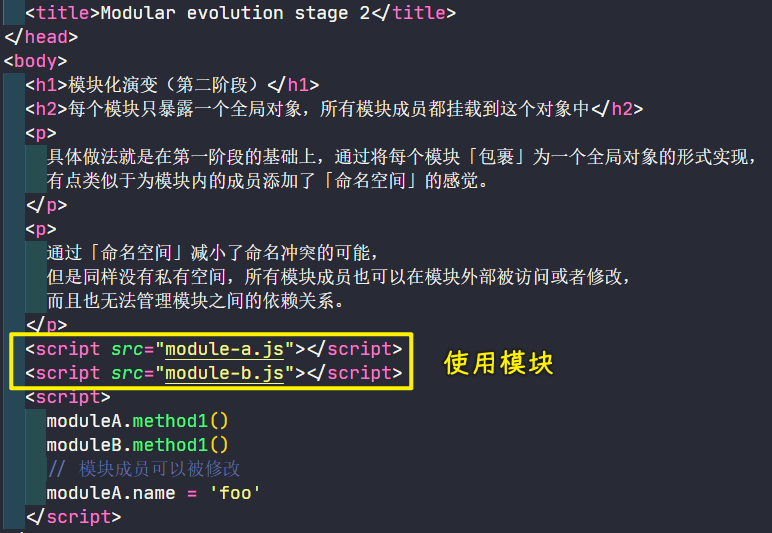 <title>Modular evolution stage 2</title>
</head>
<body>
<h1>模块化演变（第二阶段）</h1>
<h2>每个模块只暴露一个全局对象，所有模块成员都挂载到这个对象中</h2>
<p>
具体做法就是在第一阶段的基础上，通过将每个模块「包裹」为一个全局对象的形式实现，
有点类似于为模块内的成员添加了「命名空间」的感觉。
</p>
<p>
通过「命名空间」减小了命名冲突的可能，
但是同样没有私有空间，所有模块成员也可以在模块外部被访问或者修改，
而且也无法管理模块之间的依赖关系。
</p>
<script src="module-a.js"></script>
<script src="module-b.js"></script>
使用模块
<script>
moduleA.method1()
moduleB.method1()
// 模块成员可以被修改
moduleA.name = 'foo'
</script>